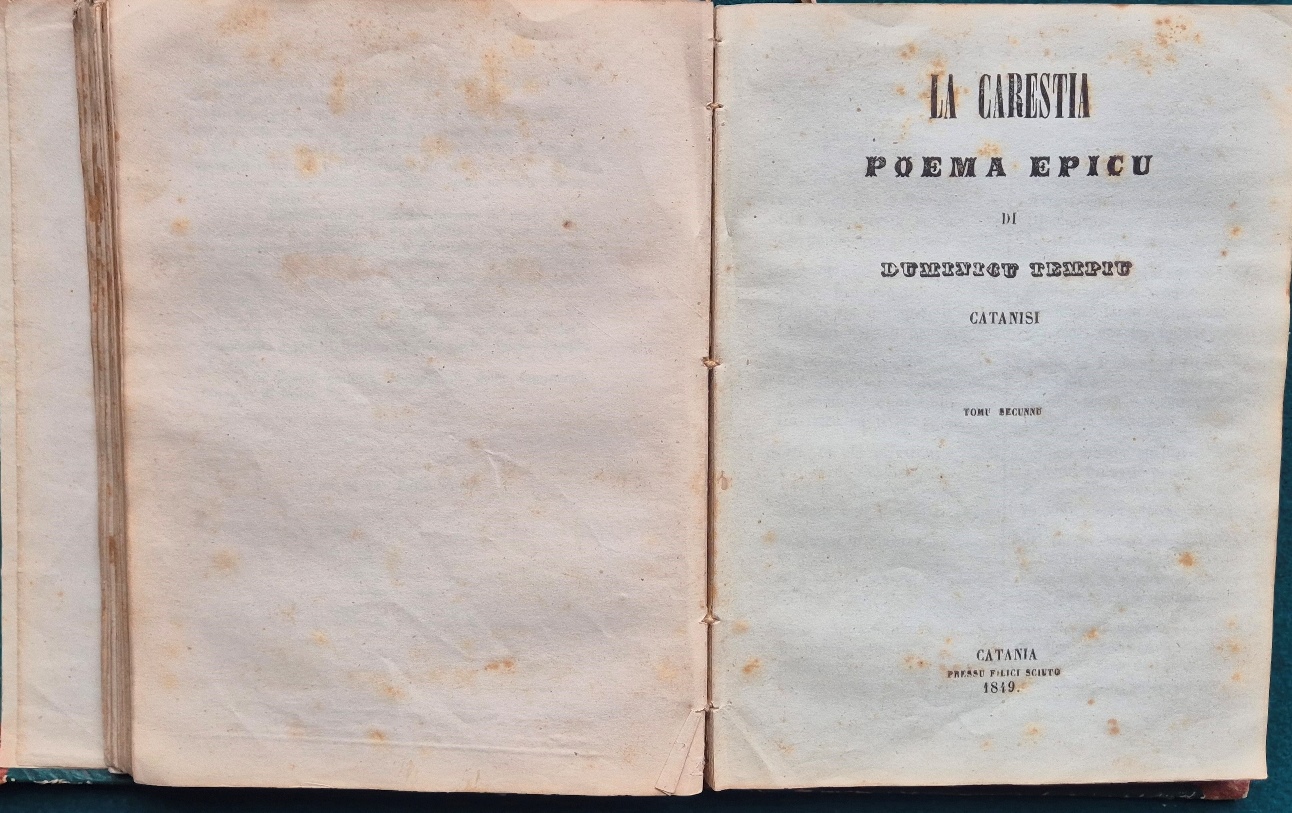 LA CARESTIA
POEMA EPICU
DI
DUMINICU TEMPIU
CATANISI
TOMU SECUNNU
CATANIA
PRESSU FILICI SCIUTO
1849.